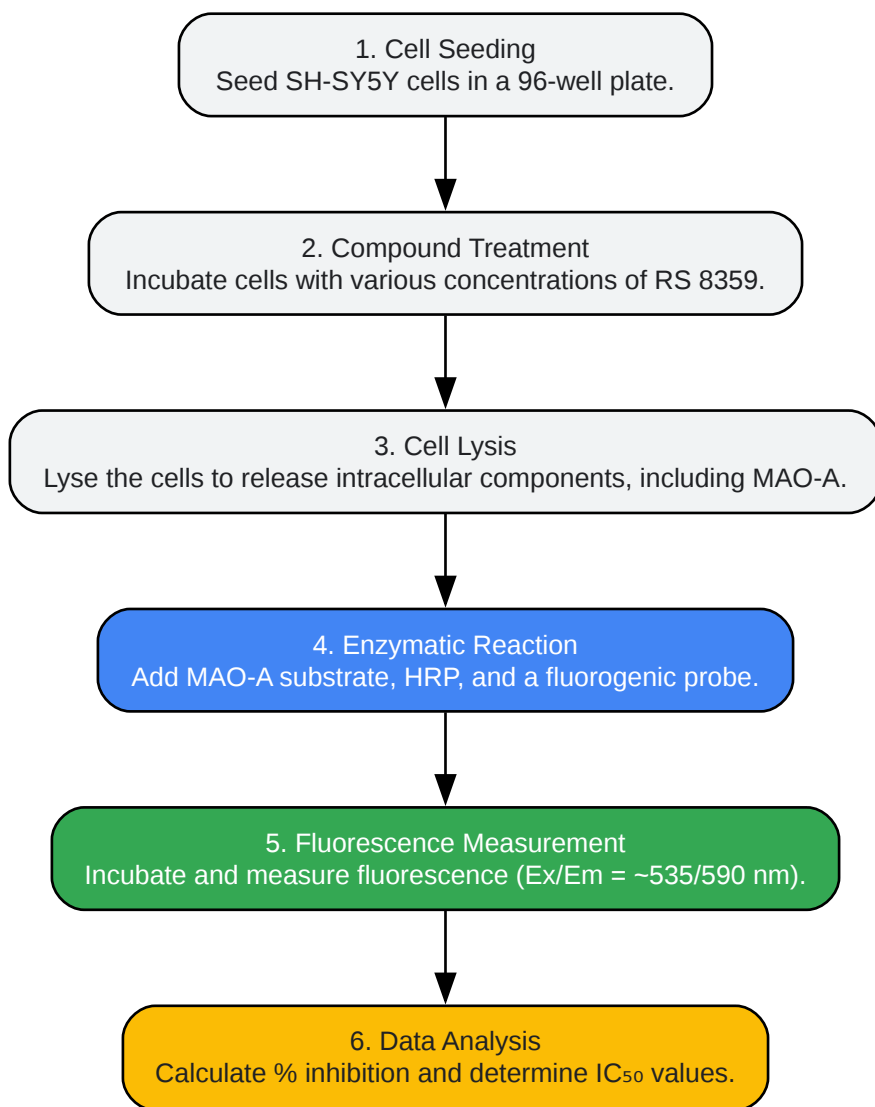 1. Cell Seeding
Seed SH-SY5Y cells in a 96-well plate.
2. Compound Treatment
Incubate cells with various concentrations of RS 8359.
3. Cell Lysis
Lyse the cells to release intracellular components, including MAO-A.
4. Enzymatic Reaction
Add MAO-A substrate, HRP, and a fluorogenic probe.
5. Fluorescence Measurement
Incubate and measure fluorescence (Ex/Em = ~535/590 nm).
6. Data Analysis
Calculate % inhibition and determine IC₅₀ values.